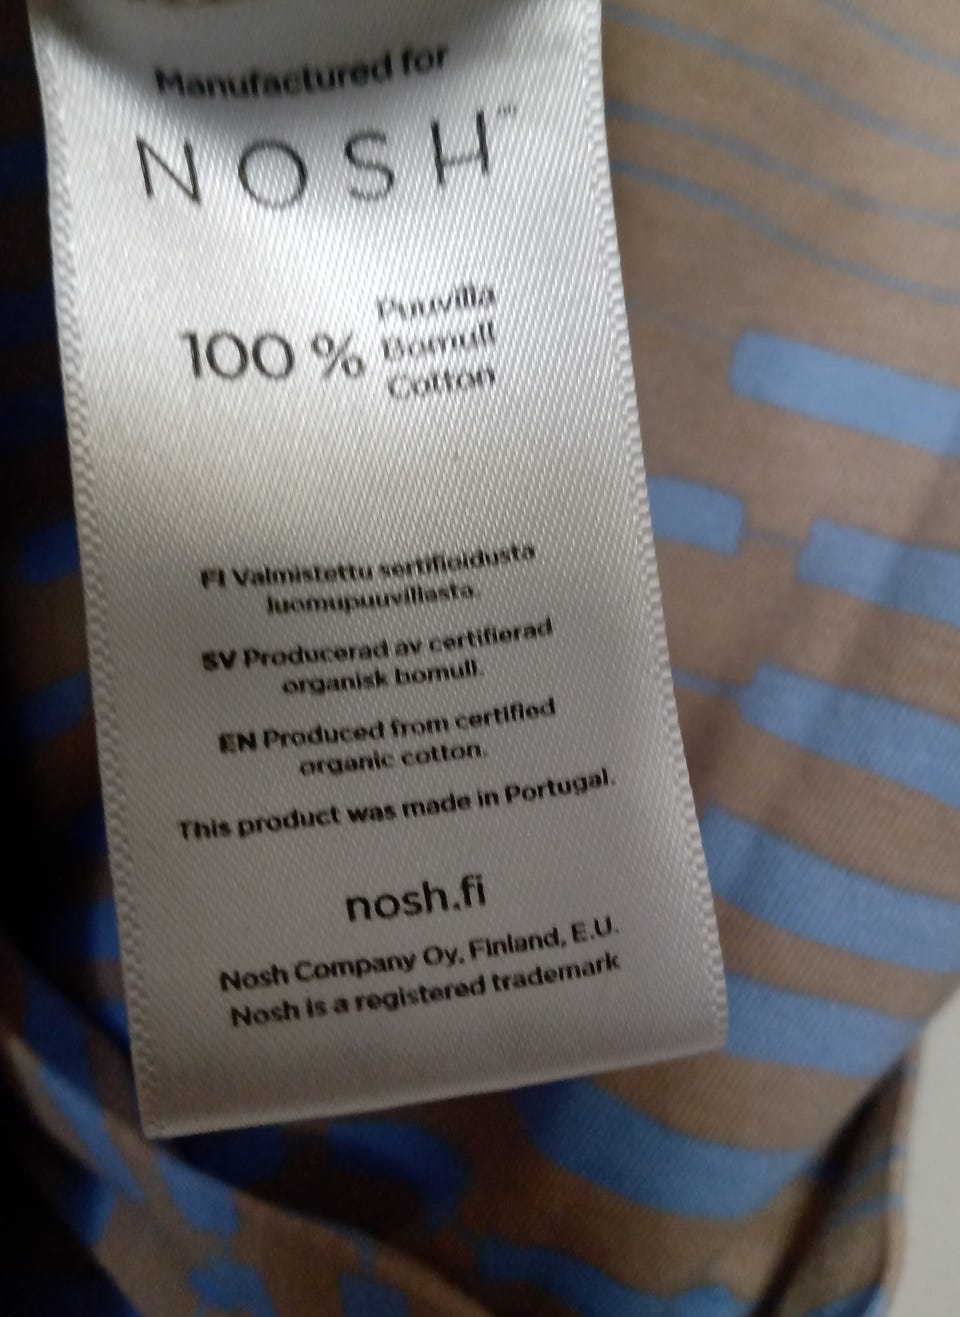 Manufactured for
NOSH™
100 % Puuvilla
Bomull
Cotton
FI Valmistettu sertifioidusta
luomupuuvillasta.
SV Producerad av certifierad
organisk bomull.
EN Produced from certified
organic cotton.
This product was made in Portugal.
nosh.fi
Nosh Company Oy, Finland, E.U.
Nosh is a registered trademark